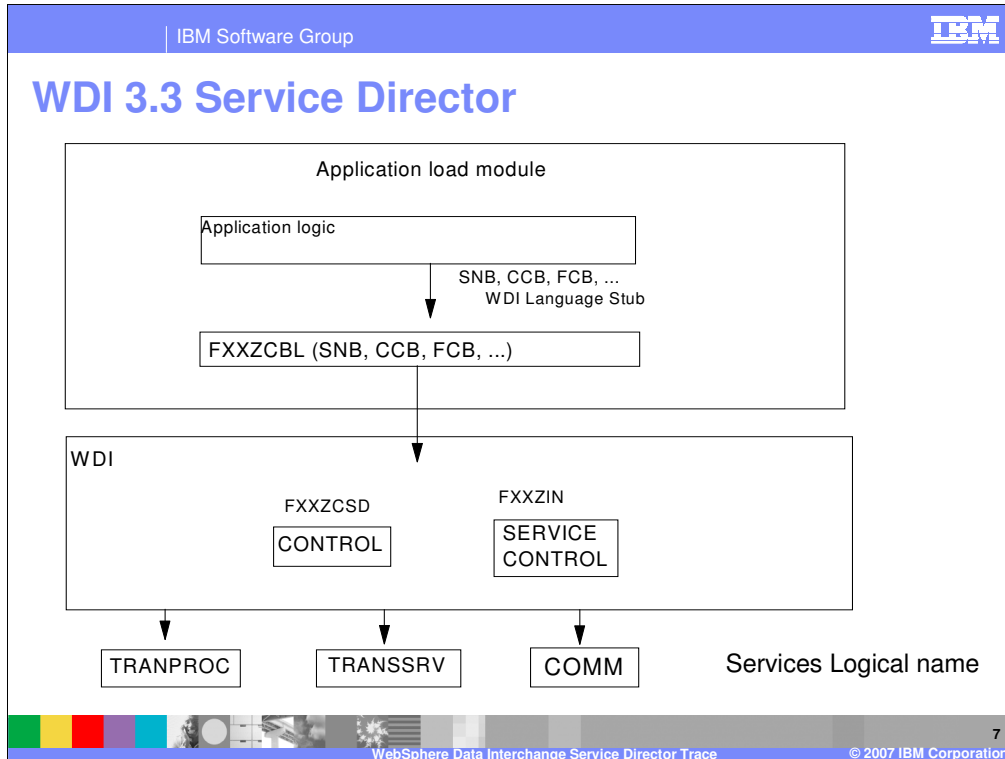 IBM Software Group
IBM
WDI 3.3 Service Director
Application load module
Application logic
SNB, CCB, FCB, ...
WDI Language Stub
FXXZCBL (SNB, CCB, FCB, ...)
WDI
FXXZCSD
FXXZIN
CONTROL
SERVICE
CONTROL
TRANPROC
TRANSSRV
COMM
Services Logical name
7
WebSphere Data Interchange Service Director Trace
© 2007 IBM Corporation